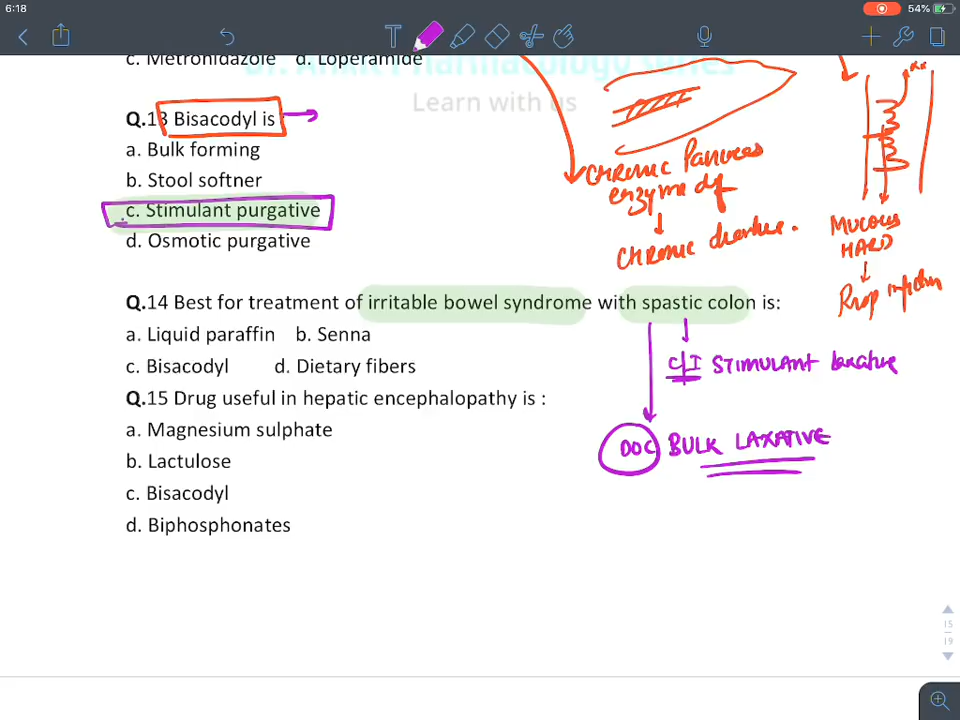 6:18
54%
c. Metronidazole d. Loperamide
Learn with us
Q.13 Bisacodyl is
a. Bulk forming
b. Stool softner
c. Stimulant purgative
d. Osmotic purgative
CHRONIC Pancreas
enzyme df
CHRONIC
MUCOUS
HARD
Q.14 Best for treatment of irritable bowel syndrome with spastic colon is:
a. Liquid paraffin b. Senna
c. Bisacodyl d. Dietary fibers
C/I STIMULANT laxative
DOC BULK LAXATIVE
Q.15 Drug useful in hepatic encephalopathy is :
a. Magnesium sulphate
b. Lactulose
c. Bisacodyl
d. Biphosphonates
15
19